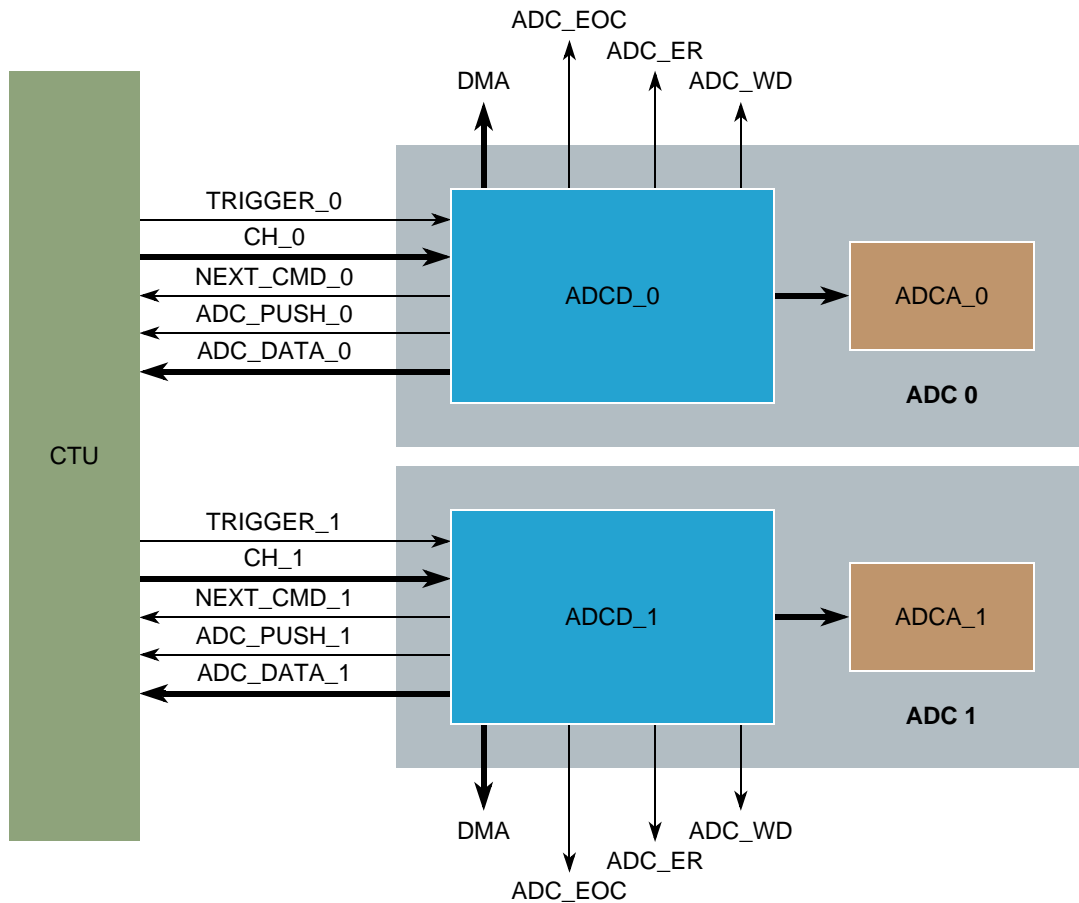 ADC_EOC
ADC_ER
DMA
ADC_WD
TRIGGER_0
CH_0
NEXT_CMD_0
ADC_PUSH_0
ADC_DATA_0
ADCD_0
ADCA_0
ADC 0
CTU
TRIGGER_1
CH_1
NEXT_CMD_1
ADC_PUSH_1
ADC_DATA_1
ADCD_1
ADCA_1
ADC 1
DMA
ADC_WD
ADC_ER
ADC_EOC